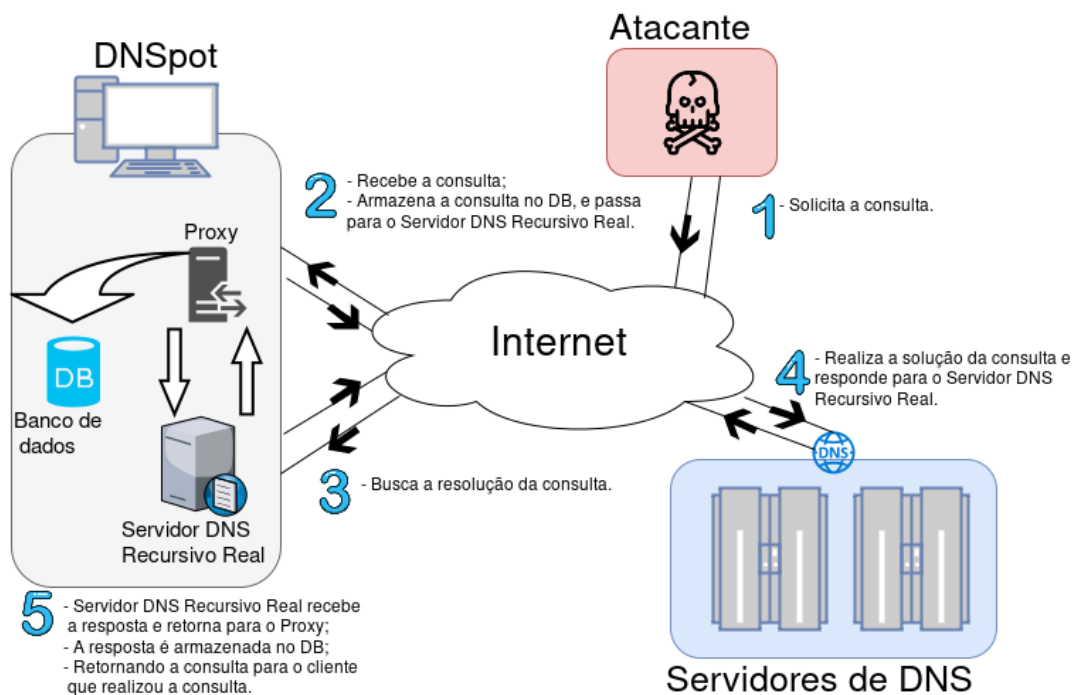 DNSpot
Atacante
2
- Recebe a consulta;
- Armazena a consulta no DB, e passa
para o Servidor DNS Recursivo Real.
1
- Solicita a consulta.
Proxy
Internet
DB
Banco de
dados
4
- Realiza a solução da consulta e
responde para o Servidor DNS
Recursivo Real.
DNS
3
- Busca a resolução da consulta.
Servidor DNS
Recursivo Real
5
- Servidor DNS Recursivo Real recebe
a resposta e retorna para o Proxy;
- A resposta é armazenada no DB;
- Retornando a consulta para o cliente
que realizou a consulta.
Servidores de DNS